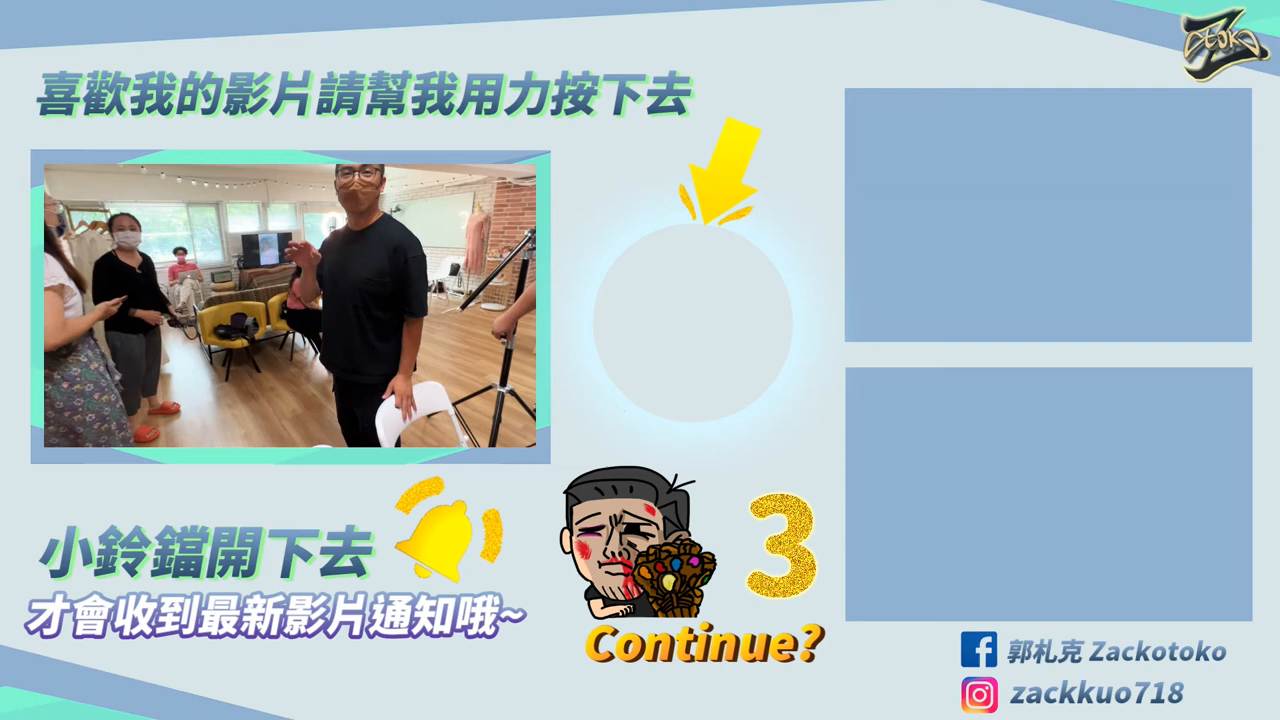 喜歡我的影片請幫我用力按下去
小鈴鐺開下去
才會收到最新影片通知哦~
3
Continue?
郭札克 Zackotoko
zackkuo718